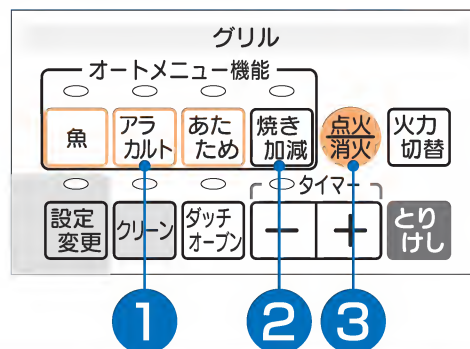 グリル
オートメニュー機能
魚
アラ
カルト
あた
ため
焼き
加減
点火
消火
火力
切替
タイマー
設定
変更
クリーン
ダッチ
オーブン
−
+
とり
けし
1
2
3